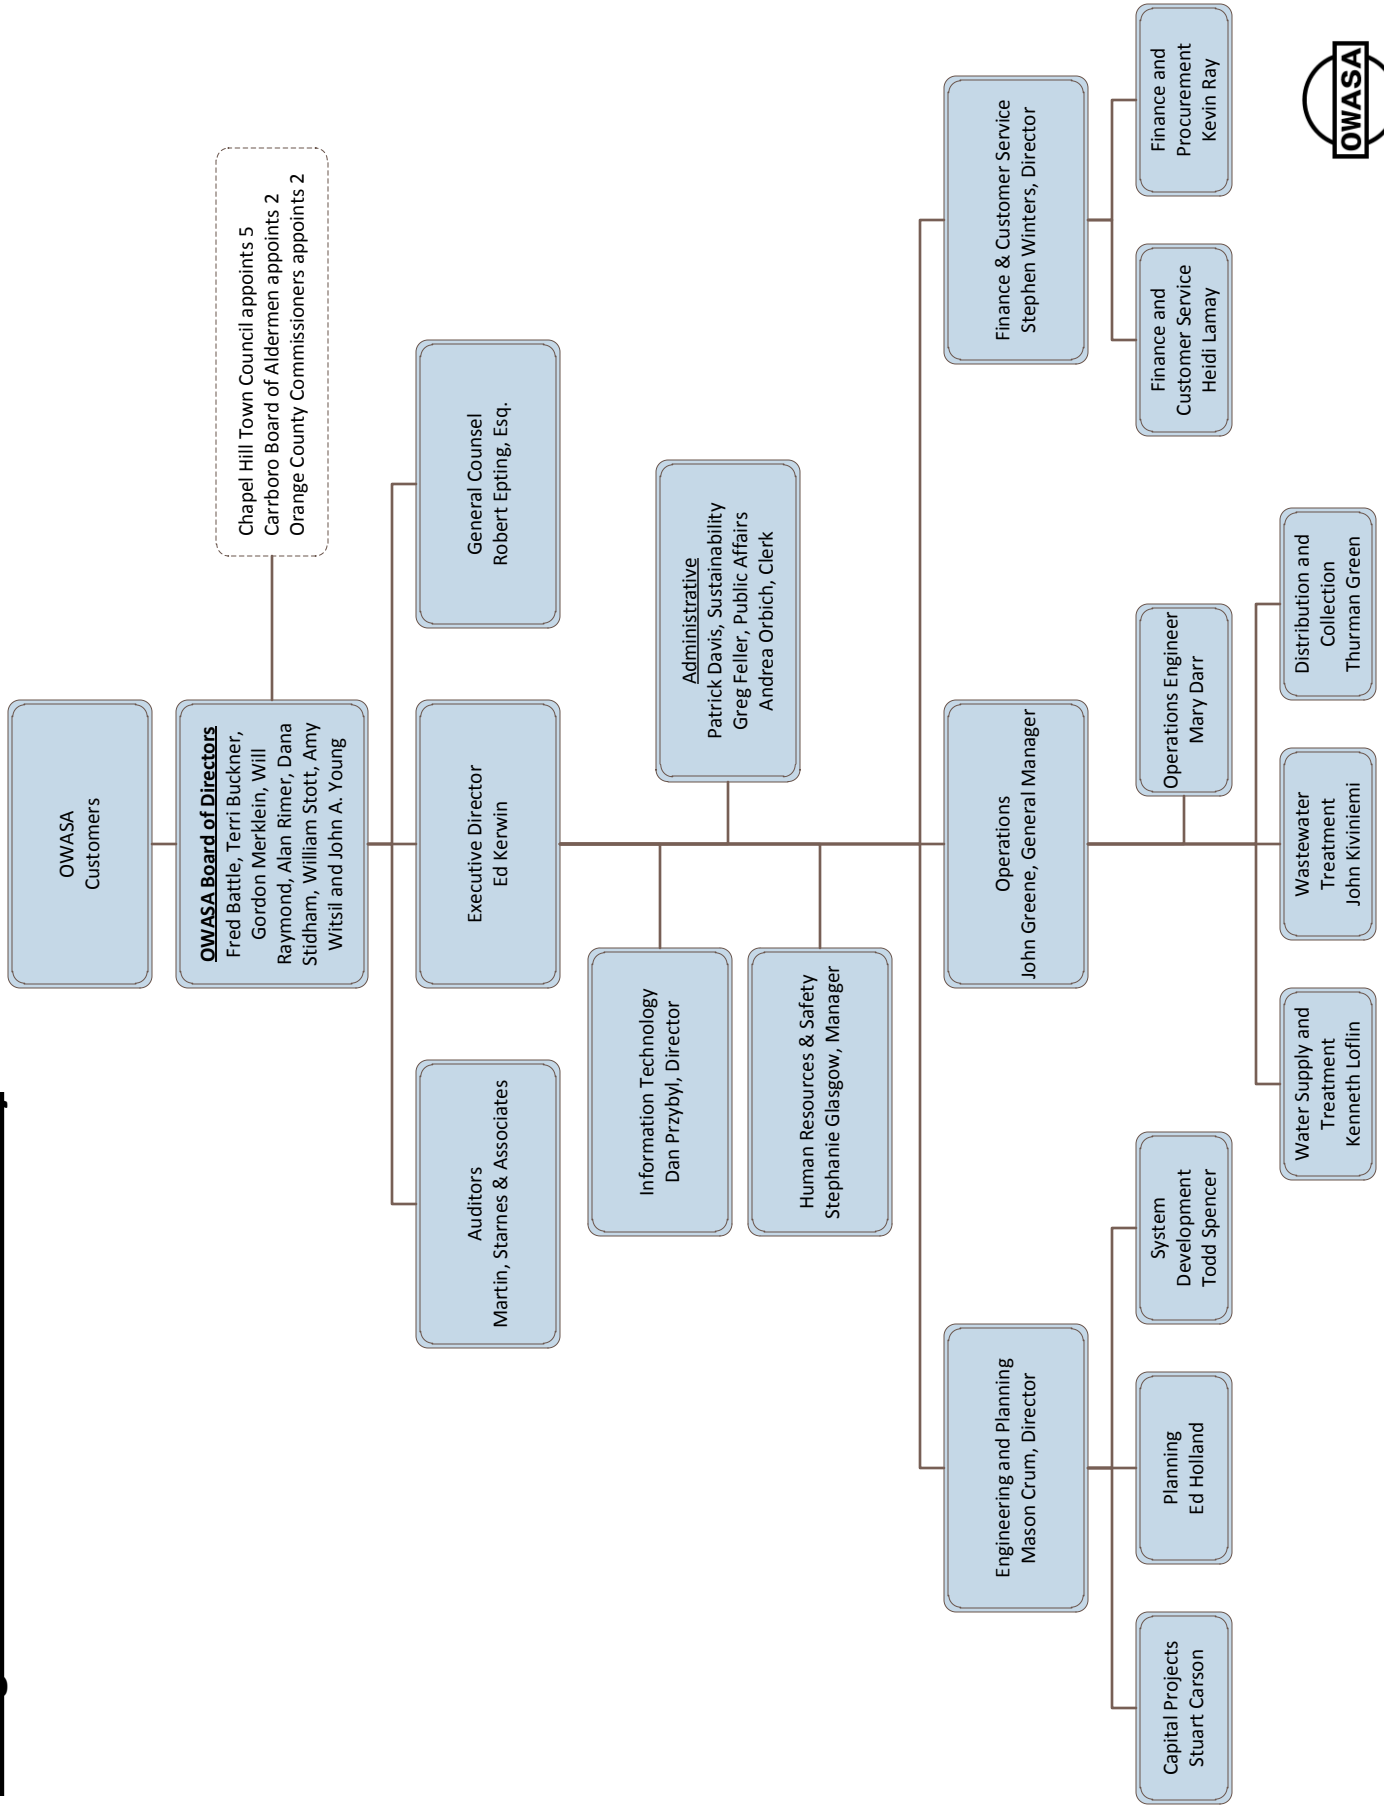 OWASA
Customers
OWASA Board of Directors
Fred Battle, Terri Buckner,
Gordon Merklein, Will
Raymond, Alan Rimer, Dana
Stidham, William Stott, Amy
Witsil and John A. Young
Chapel Hill Town Council appoints 5
Carrboro Board of Aldermen appoints 2
Orange County Commissioners appoints 2
Auditors
Martin, Starnes & Associates
Executive Director
Ed Kerwin
General Counsel
Robert Epting, Esq.
Information Technology
Dan Przybyl, Director
Administrative
Patrick Davis, Sustainability
Greg Feller, Public Affairs
Andrea Orbich, Clerk
Human Resources & Safety
Stephanie Glasgow, Manager
Engineering and Planning
Mason Crum, Director
Operations
John Greene, General Manager
Finance & Customer Service
Stephen Winters, Director
Capital Projects
Stuart Carson
Planning
Ed Holland
System
Development
Todd Spencer
Operations Engineer
Mary Darr
Finance and
Customer Service
Heidi Lamay
Finance and
Procurement
Kevin Ray
Water Supply and
Treatment
Kenneth Loflin
Wastewater
Treatment
John Kiviniemi
Distribution and
Collection
Thurman Green
OWASA